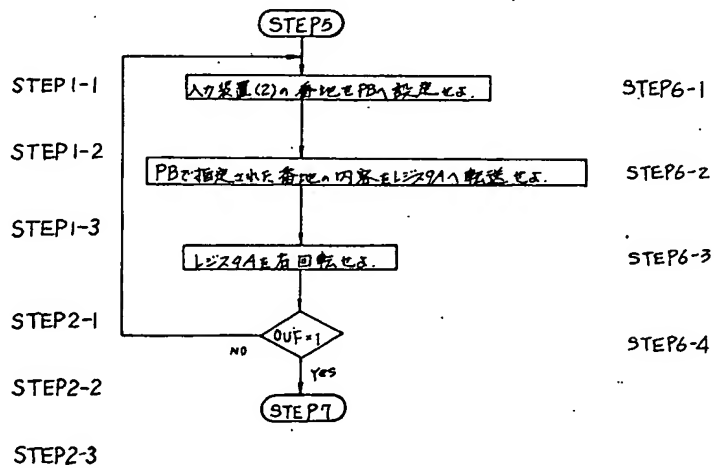 STEP5
STEP1-1
入力装置(2)の番地をPBへ設定せよ.
STEP6-1
STEP1-2
PBで指定された番地の内容をレジスタAへ転送せよ.
STEP6-2
STEP1-3
レジスタAを右回転せよ.
STEP6-3
STEP2-1
OUF=1
NO
STEP6-4
YES
STEP2-2
STEP7
STEP2-3